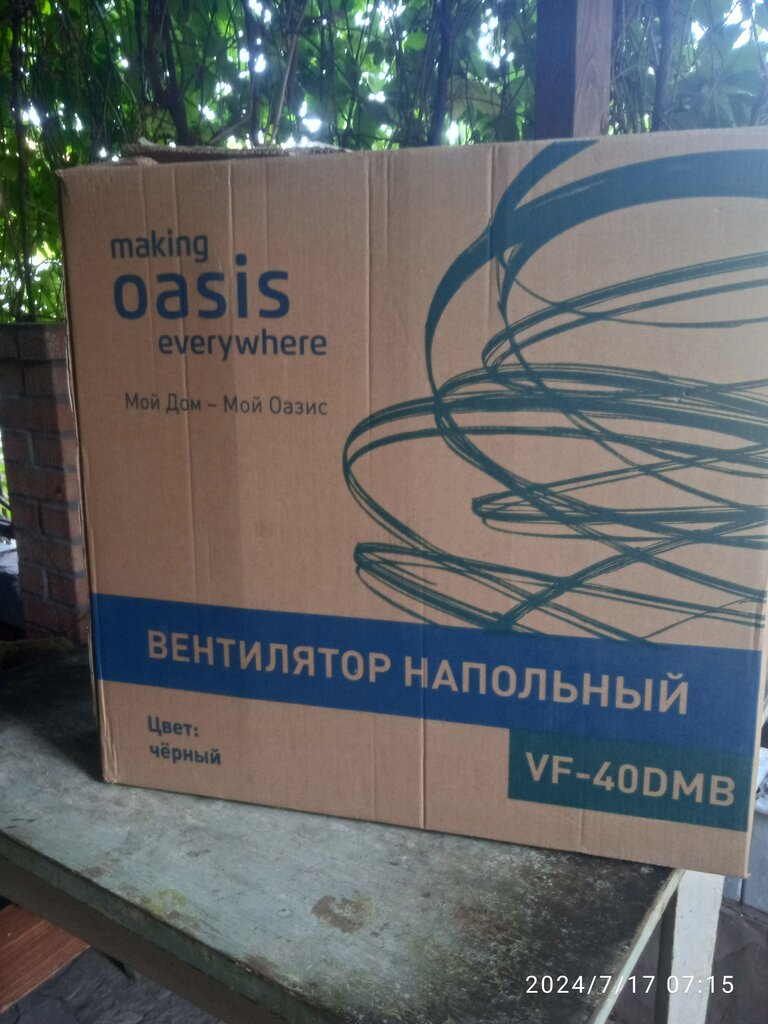 making
oasis
everywhere
Мой Дом – Мой Оазис
ВЕНТИЛЯТОР НАПОЛЬНЫЙ
Цвет:
чёрный
VF-40DMB
2024/7/17 07:15